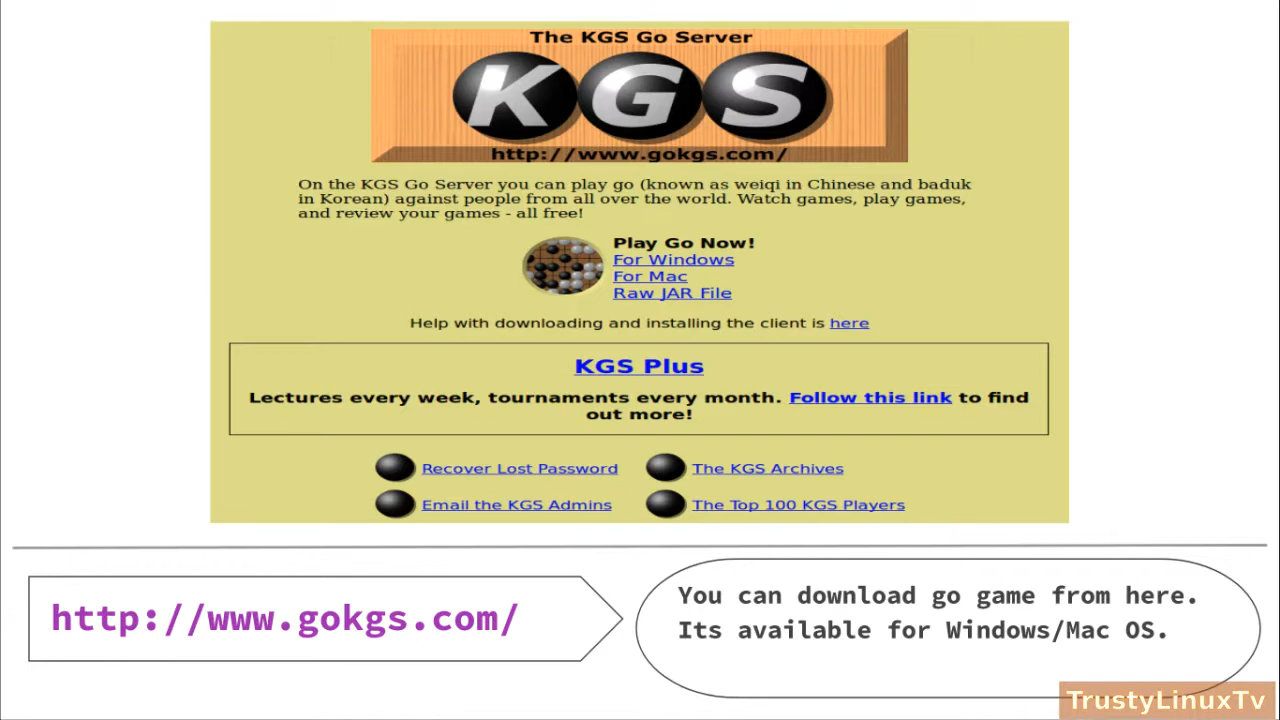 The KGS Go Server
KGS
http://www.gokgs.com/
On the KGS Go Server you can play go (known as weiqi in Chinese and baduk
in Korean) against people from all over the world. Watch games, play games,
and review your games - all free!
Play Go Now!
For Windows
For Mac
Raw JAR File
Help with downloading and installing the client is here
KGS Plus
Lectures every week, tournaments every month. Follow this link to find
out more!
Recover Lost Password
The KGS Archives
Email the KGS Admins
The Top 100 KGS Players
http://www.gokgs.com/
You can download go game from here.
Its available for Windows/Mac OS.
TrustyLinuxTv